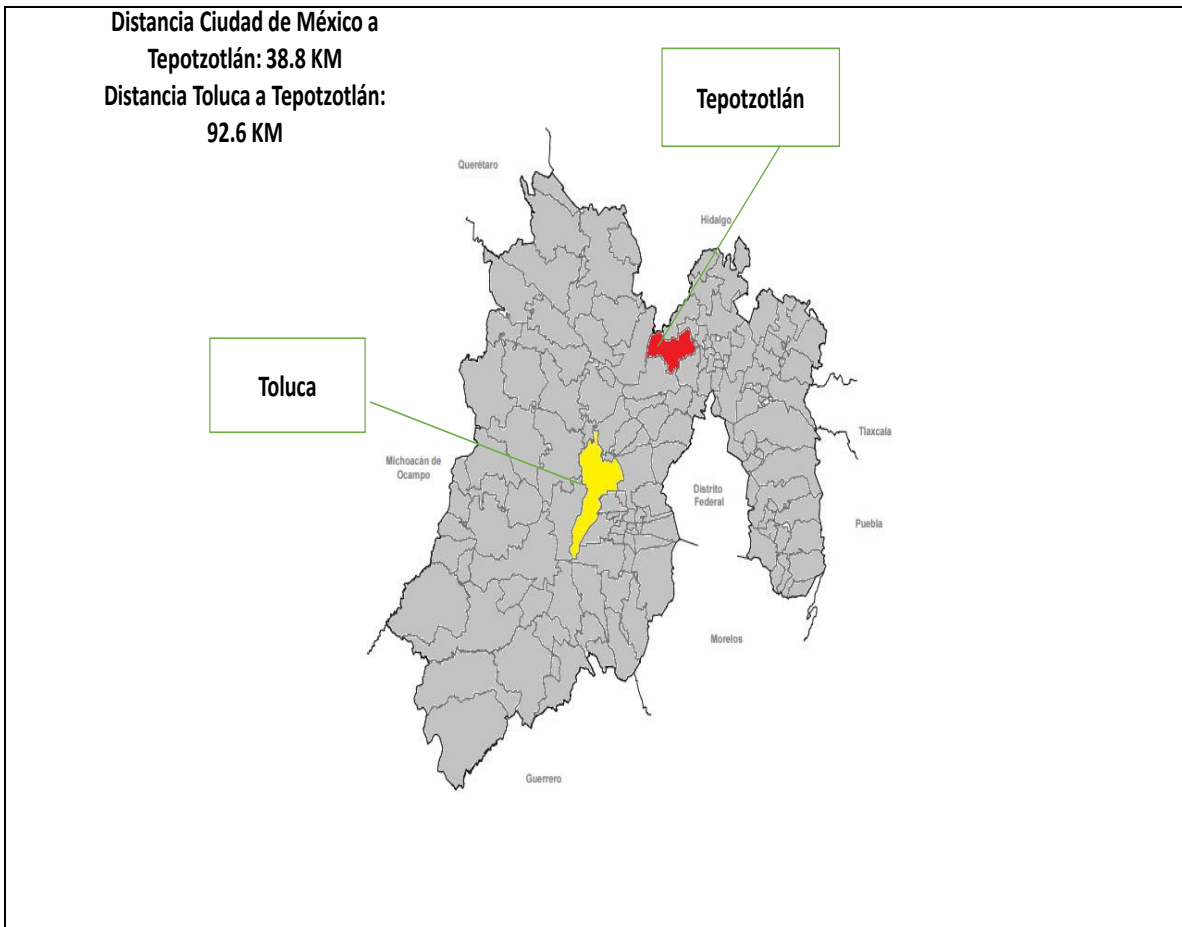 Distancia Ciudad de México a
Tepotzotlán: 38.8 KM
Distancia Toluca a Tepotzotlán:
92.6 KM
Tepotzotlán
Querétaro
Hidalgo
Toluca
Tlaxcala
Michoacán de
Ocampo
Distrito
Federal
Puebla
Morelos
Guerrero